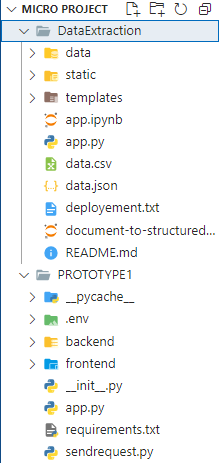 MICRO PROJECT
DataExtraction
data
static
templates
app.ipynb
app.py
data.csv
data.json
deployement.txt
document-to-structured...
README.md
PROTOTYPE1
__pycache__
.env
backend
frontend
__init__.py
app.py
requirements.txt
sendrequest.py